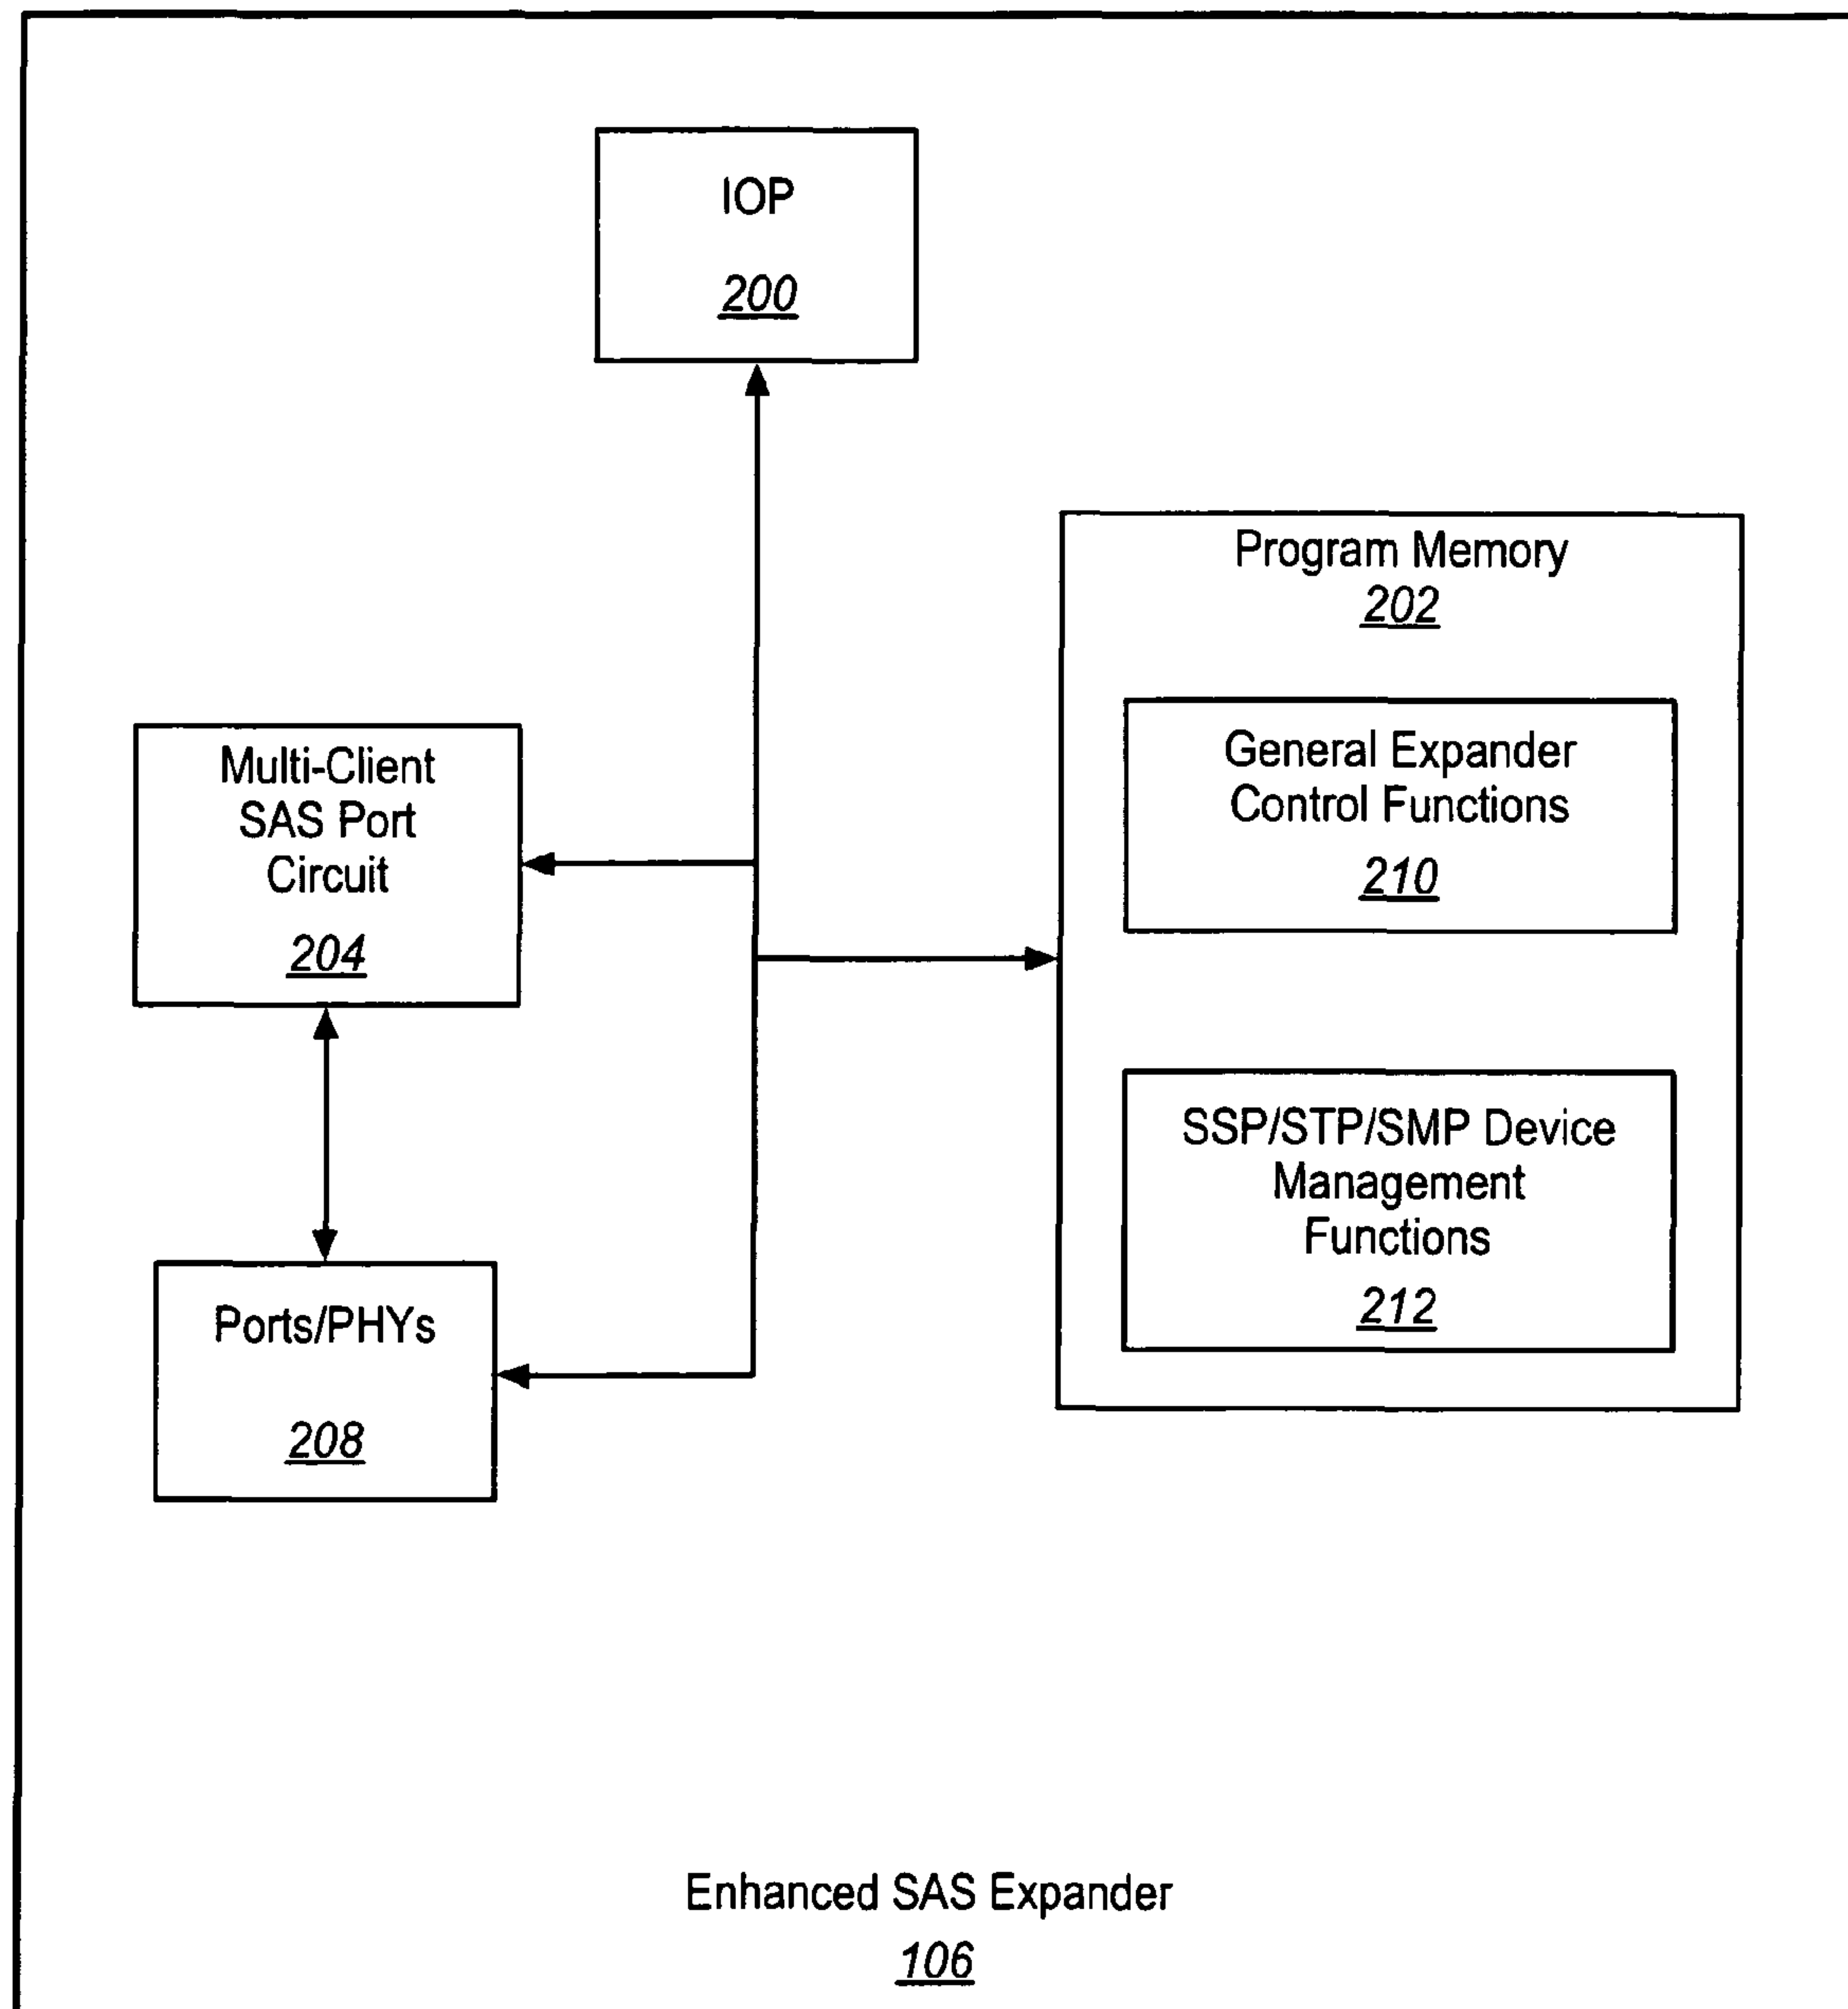 IOP
200
Program Memory
202
General Expander
Control Functions
210
Multi-Client
SAS Port
Circuit
204
SSP/STP/SMP Device
Management
Functions
212
Ports/PHYs
208
Enhanced SAS Expander
106